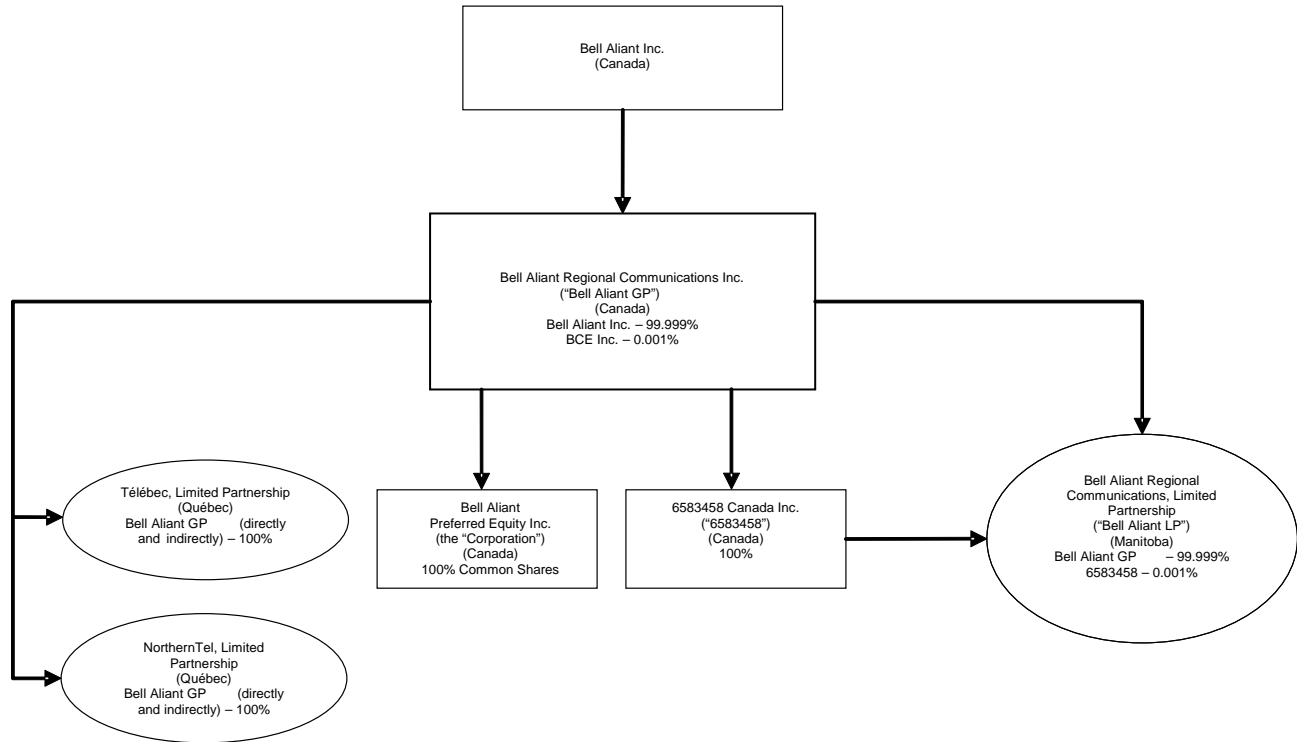 Bell Aliant Inc.
(Canada)
Bell Aliant Regional Communications Inc.
(“Bell Aliant GP”)
(Canada)
Bell Aliant Inc. – 99.999%
BCE Inc. – 0.001%
Télébec, Limited Partnership
(Québec)
Bell Aliant GP (directly
and indirectly) – 100%
Bell Aliant
Preferred Equity Inc.
(the “Corporation”)
(Canada)
100% Common Shares
6583458 Canada Inc.
(“6583458”)
(Canada)
100%
Bell Aliant Regional
Communications, Limited
Partnership
(“Bell Aliant LP”)
(Manitoba)
Bell Aliant GP – 99.999%
6583458 – 0.001%
NorthernTel, Limited
Partnership
(Québec)
Bell Aliant GP (directly
and indirectly) – 100%